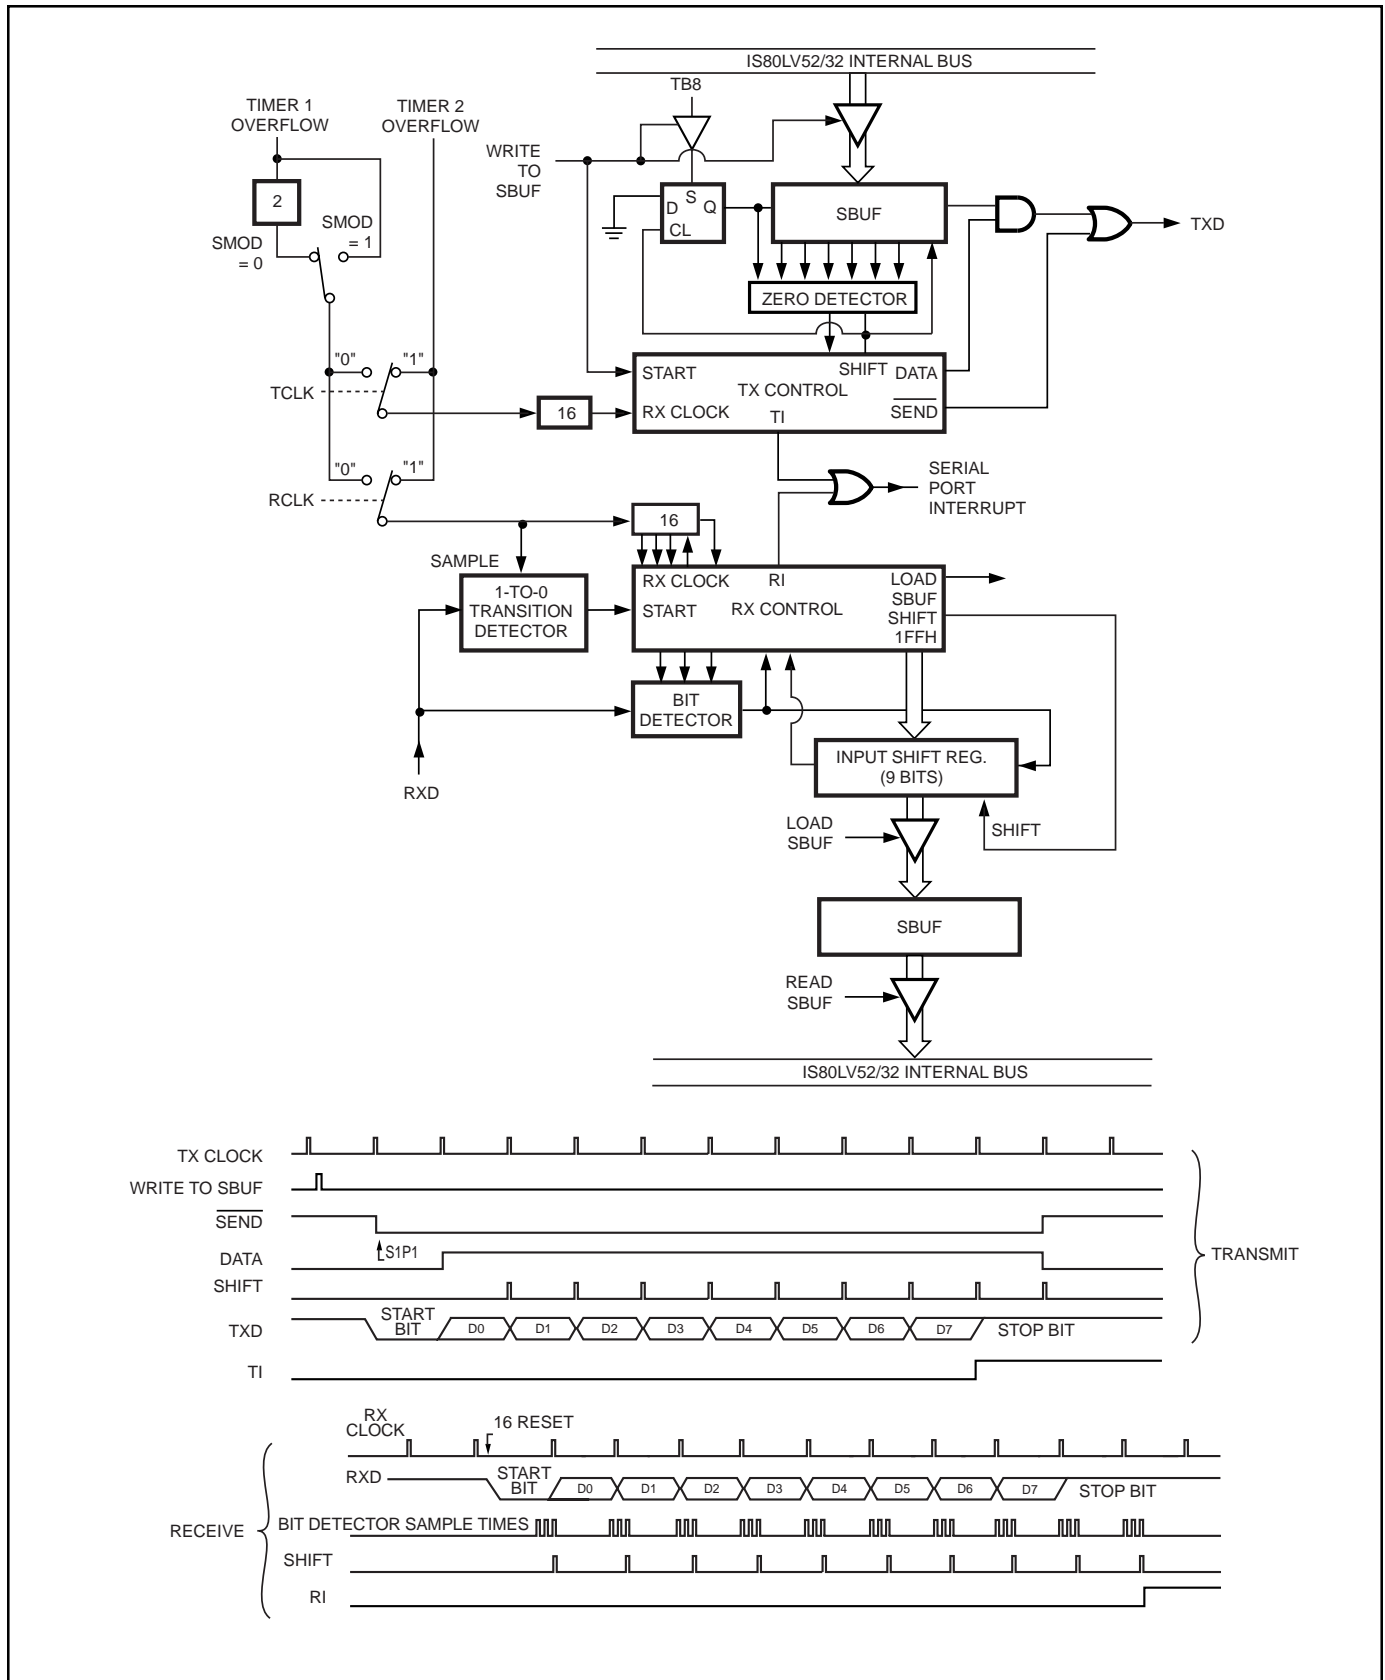 IS80LV52/32 INTERNAL BUS
TB8
TIMER 1
OVERFLOW
TIMER 2
OVERFLOW
WRITE
TO
SBUF
2
SMOD
= 1
SMOD
= 0
S
D
Q
CL
SBUF
TXD
ZERO DETECTOR
"0"
"1"
TCLK
START
SHIFT
DATA
TX CONTROL
16
RX CLOCK
TI
SEND
"0"
"1"
RCLK
SERIAL
PORT
INTERRUPT
16
SAMPLE
1-TO-0
TRANSITION
DETECTOR
RX CLOCK
RI
LOAD
SBUF
START
RX CONTROL
SHIFT
1FFH
BIT
DETECTOR
RXD
INPUT SHIFT REG.
(9 BITS)
LOAD
SBUF
SHIFT
SBUF
READ
SBUF
IS80LV52/32 INTERNAL BUS
TX CLOCK
WRITE TO SBUF
SEND
S1P1
DATA
TRANSMIT
SHIFT
TXD
START
BIT
D0
D1
D2
D3
D4
D5
D6
D7
STOP BIT
TI
RX
CLOCK
16 RESET
RXD
START
BIT
D0
D1
D2
D3
D4
D5
D6
D7
STOP BIT
RECEIVE
BIT DETECTOR SAMPLE TIMES
SHIFT
RI